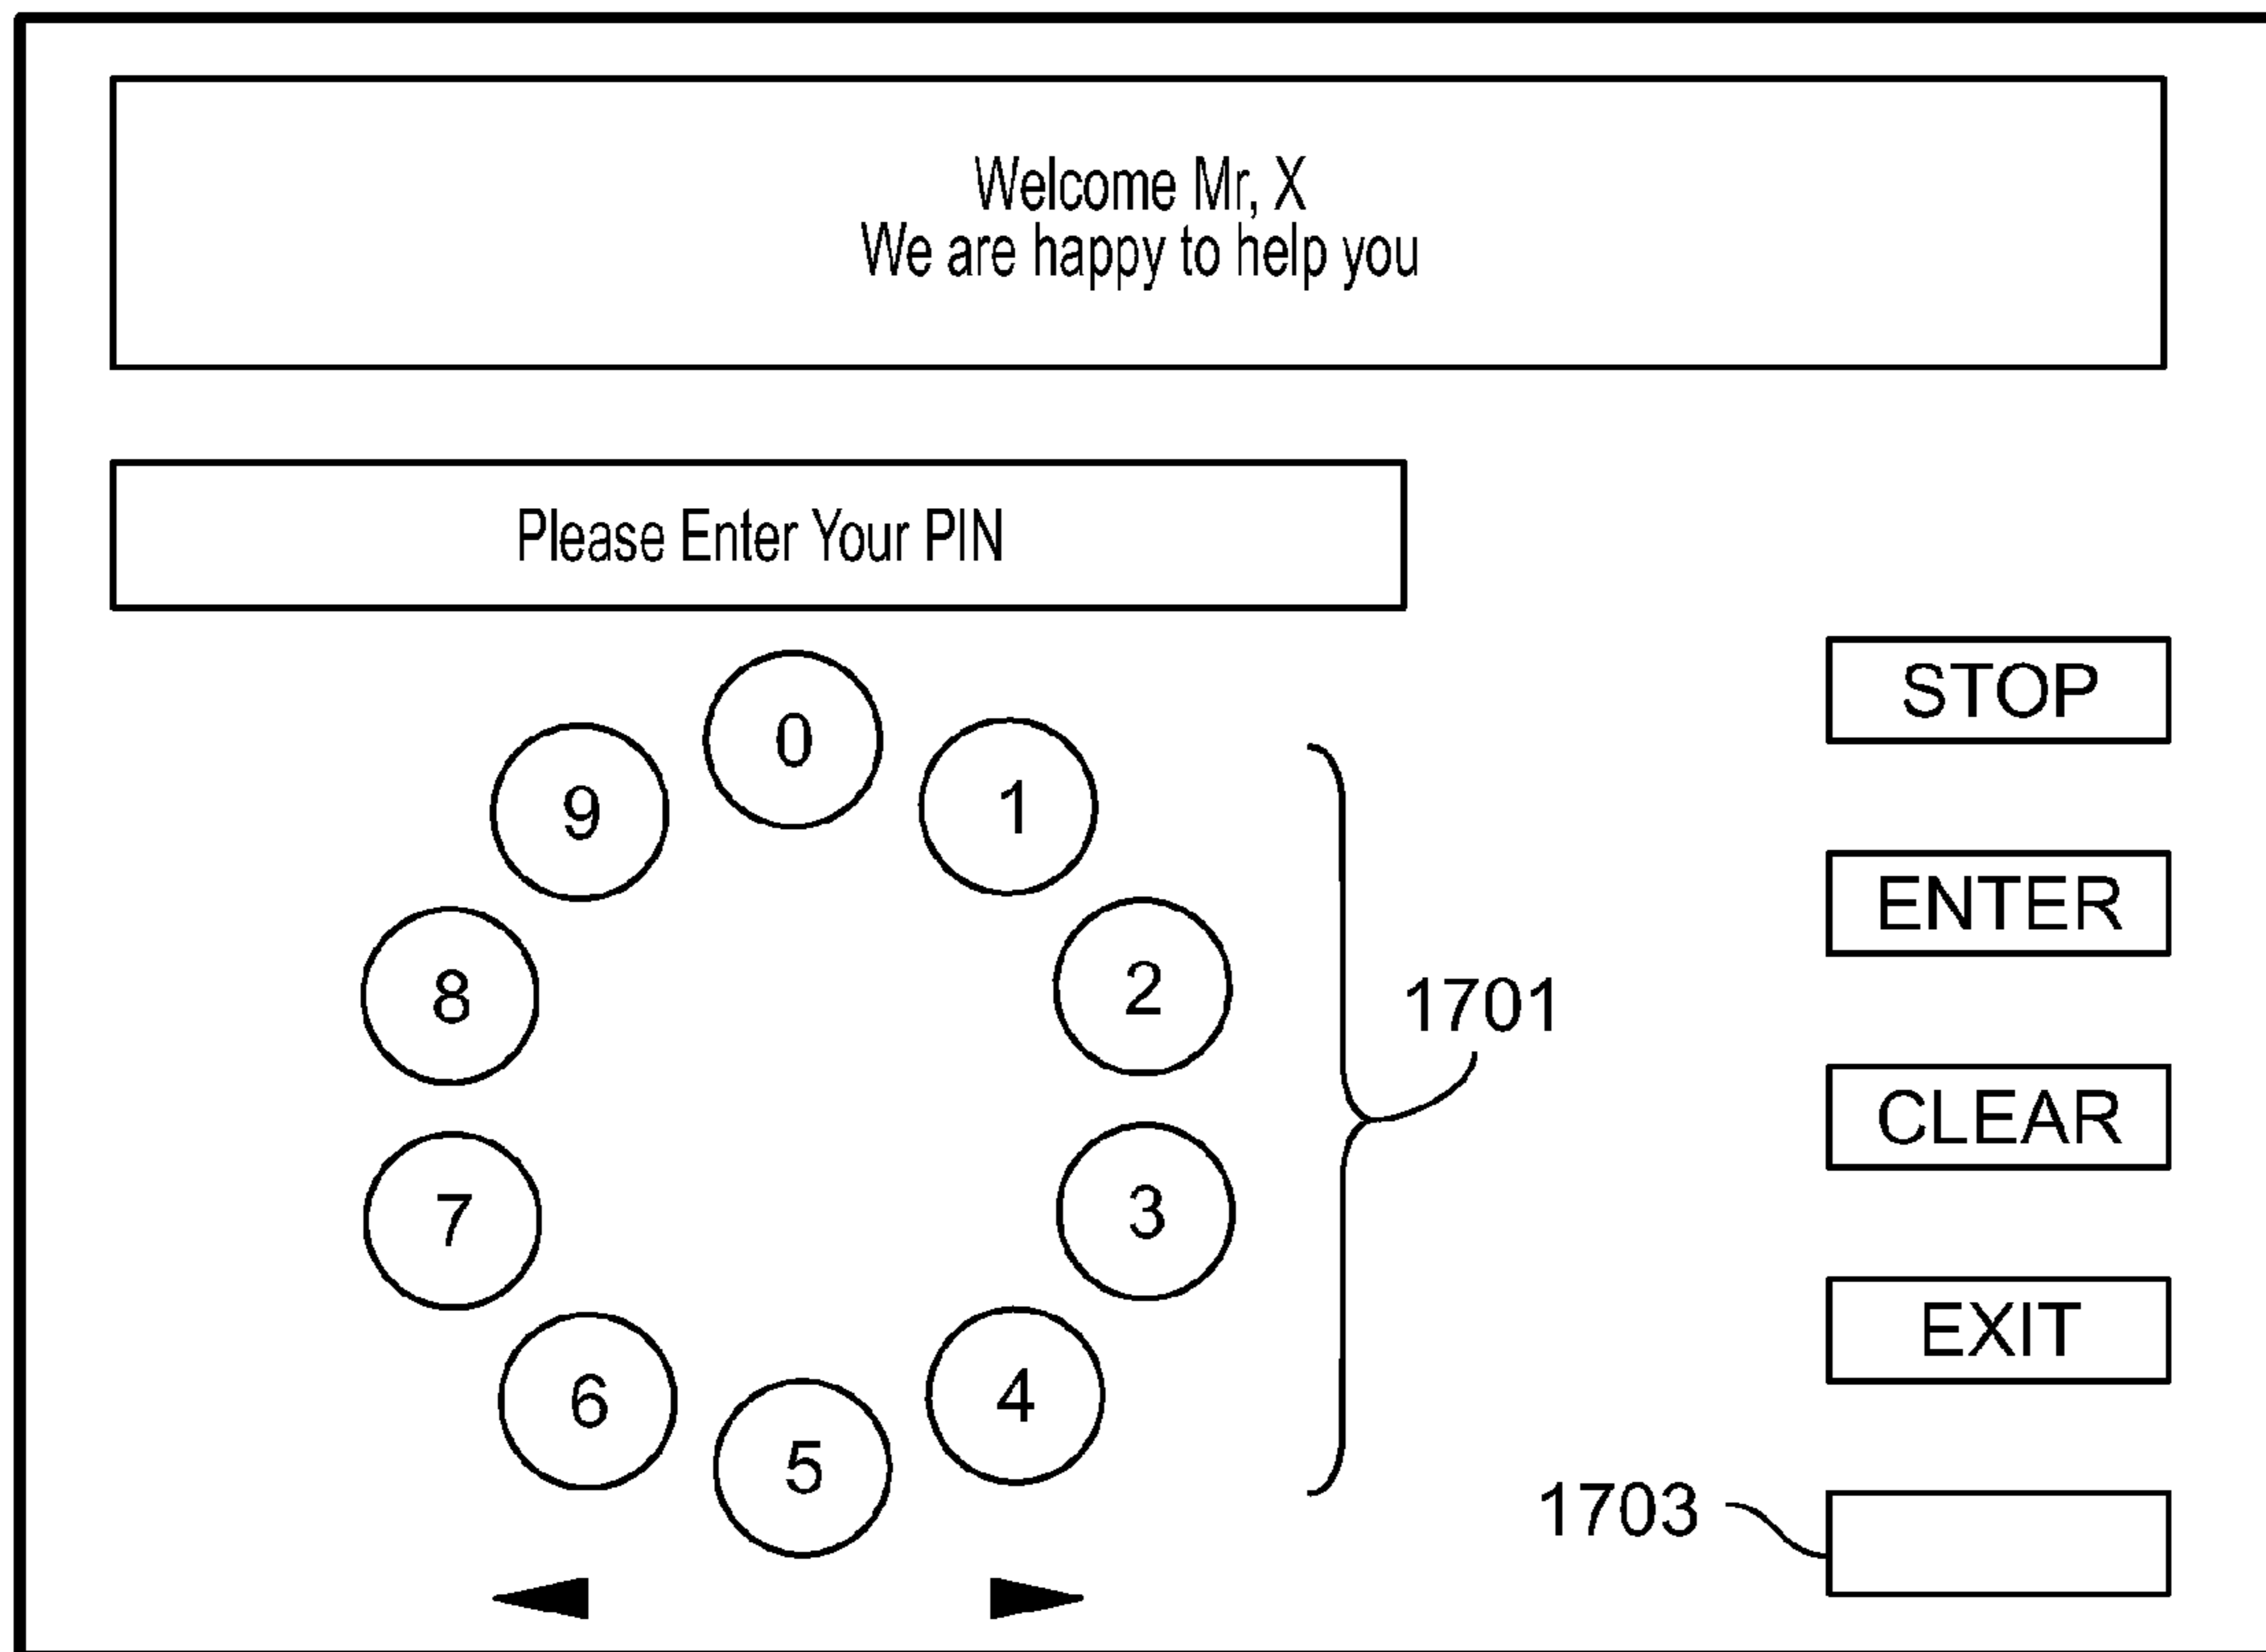 Welcome Mr, X
We are happy to help you
Please Enter Your PIN
0
1
2
3
4
5
6
7
8
9
1701
STOP
ENTER
CLEAR
EXIT
1703